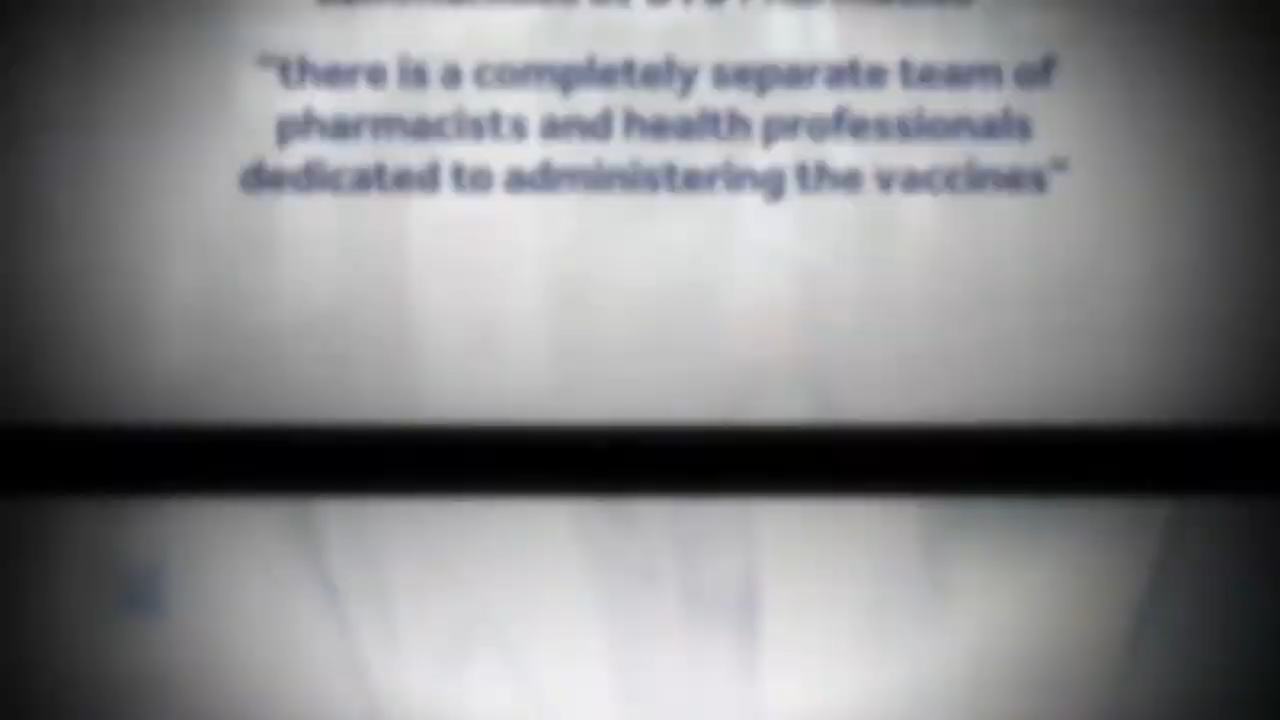 "there is a completely separate team of
pharmacists and health professionals
dedicated to administering the vaccines"